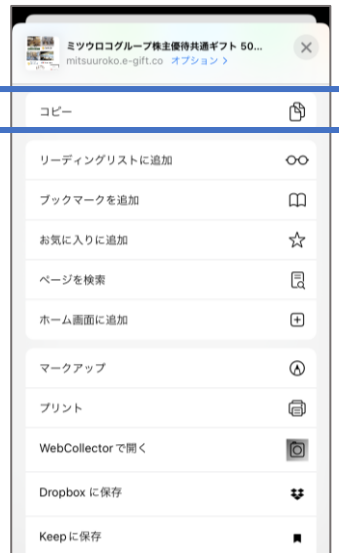 ミツウロコグループ株主優待共通ギフト 50...
mitsuuroko.e-gift.co オプション >
コピー
リーディングリストに追加
ブックマークを追加
お気に入りに追加
ページを検索
ホーム画面に追加
マークアップ
プリント
WebCollectorで開く
Dropbox に保存
Keepに保存